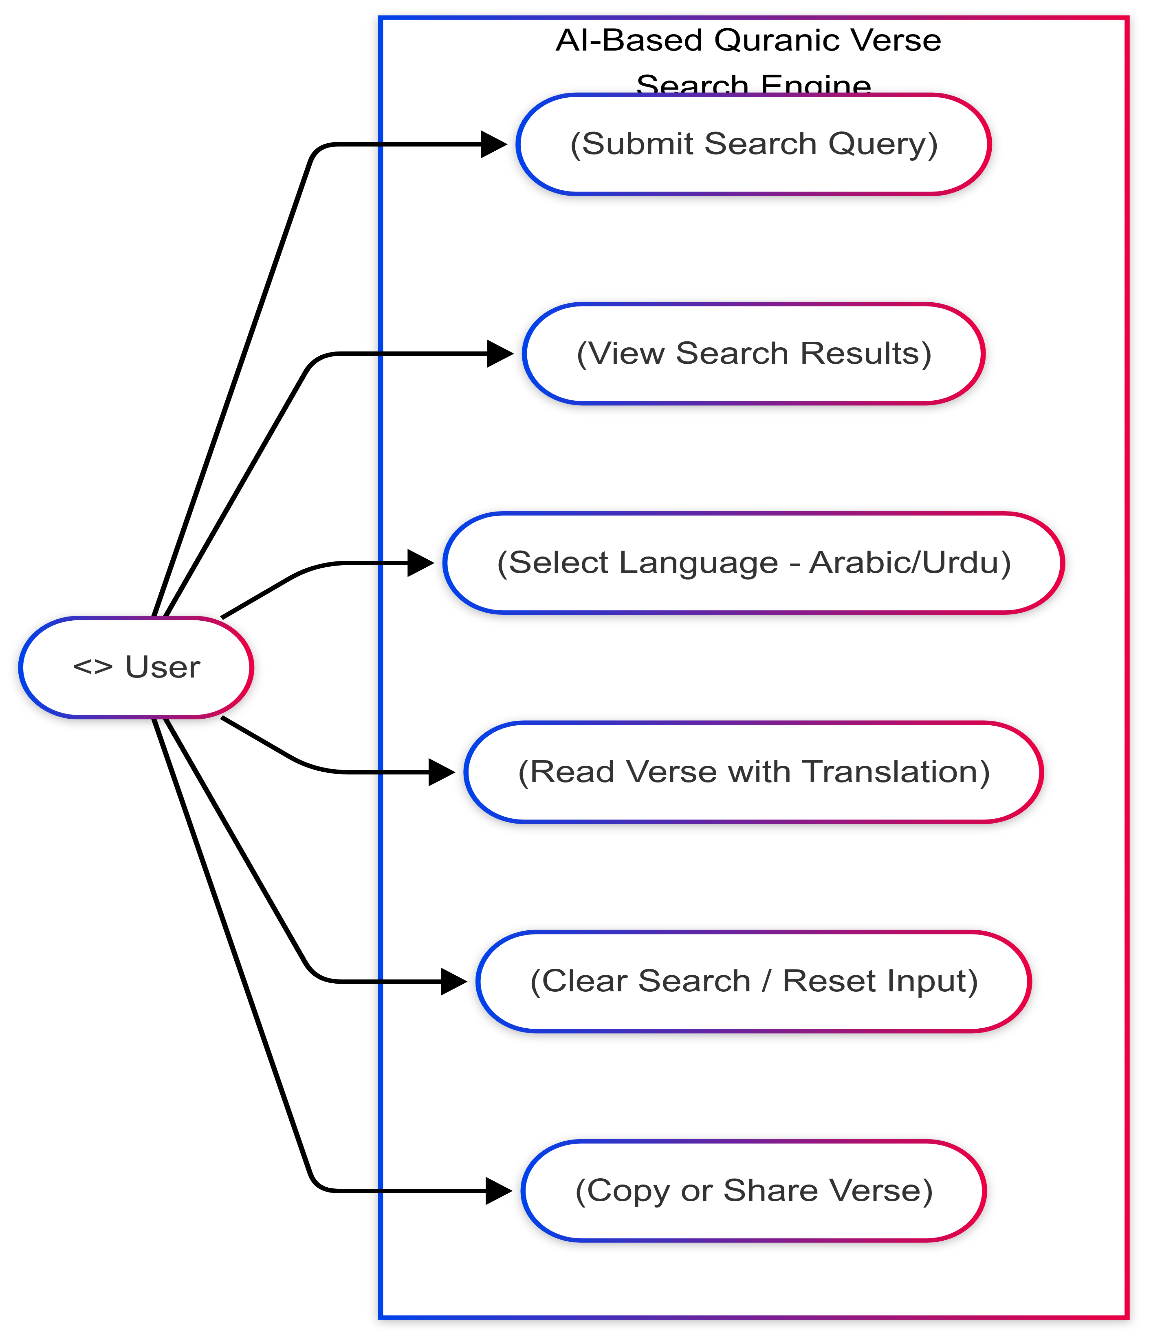 AI-Based Quranic Verse
Search Engine
(Submit Search Query)
(View Search Results)
(Select Language - Arabic/Urdu)
<> User
(Read Verse with Translation)
(Clear Search / Reset Input)
(Copy or Share Verse)